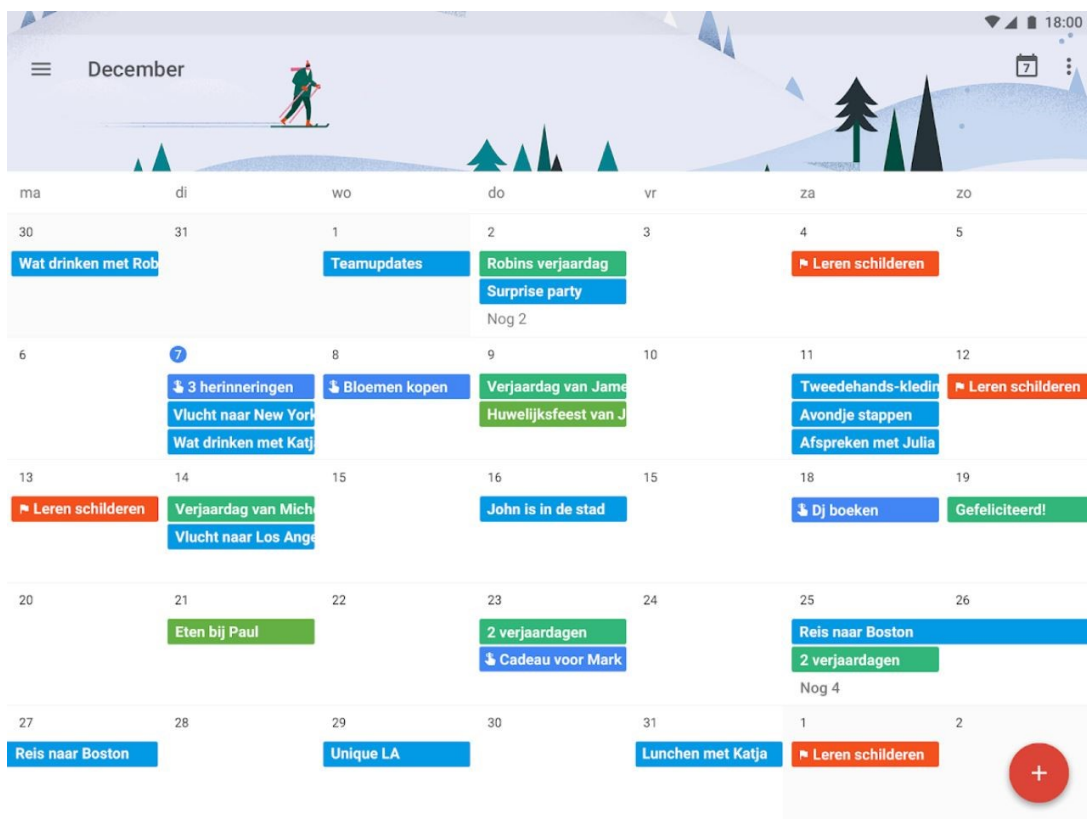 18:00
December
7
ma di wo do vr za zo
30 31 1 2 3 4 5
Wat drinken met Rob Teamupdates Robins verjaardag Leren schilderen
Surprise party
Nog 2
6 7 8 9 10 11 12
3 herinneringen Bloemen kopen Verjaardag van Jame Tweedehands-kledin Leren schilderen
Vlucht naar New York Huwelijksfeest van J Avondje stappen
Wat drinken met Katj Afspreken met Julia
13 14 15 16 15 18 19
Leren schilderen Verjaardag van Mich John is in de stad Dj boeken Gefeliciteerd!
Vlucht naar Los Ange
20 21 22 23 24 25 26
Eten bij Paul 2 verjaardagen Reis naar Boston
Cadeau voor Mark 2 verjaardagen
Nog 4
27 28 29 30 31 1 2
Reis naar Boston Unique LA Lunchen met Katja Leren schilderen